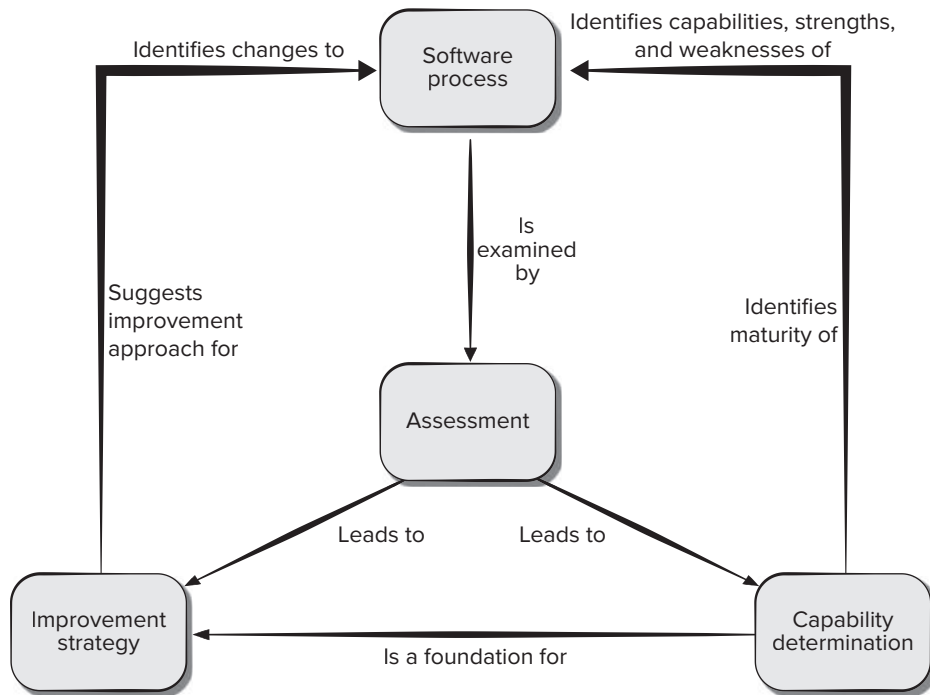 Identifies changes to
Software
process
Identifies capabilities, strengths,
and weaknesses of
Is
examined
by
Suggests
improvement
approach for
Identifies
maturity of
Assessment
Leads to
Leads to
Improvement
strategy
Is a foundation for
Capability
determination